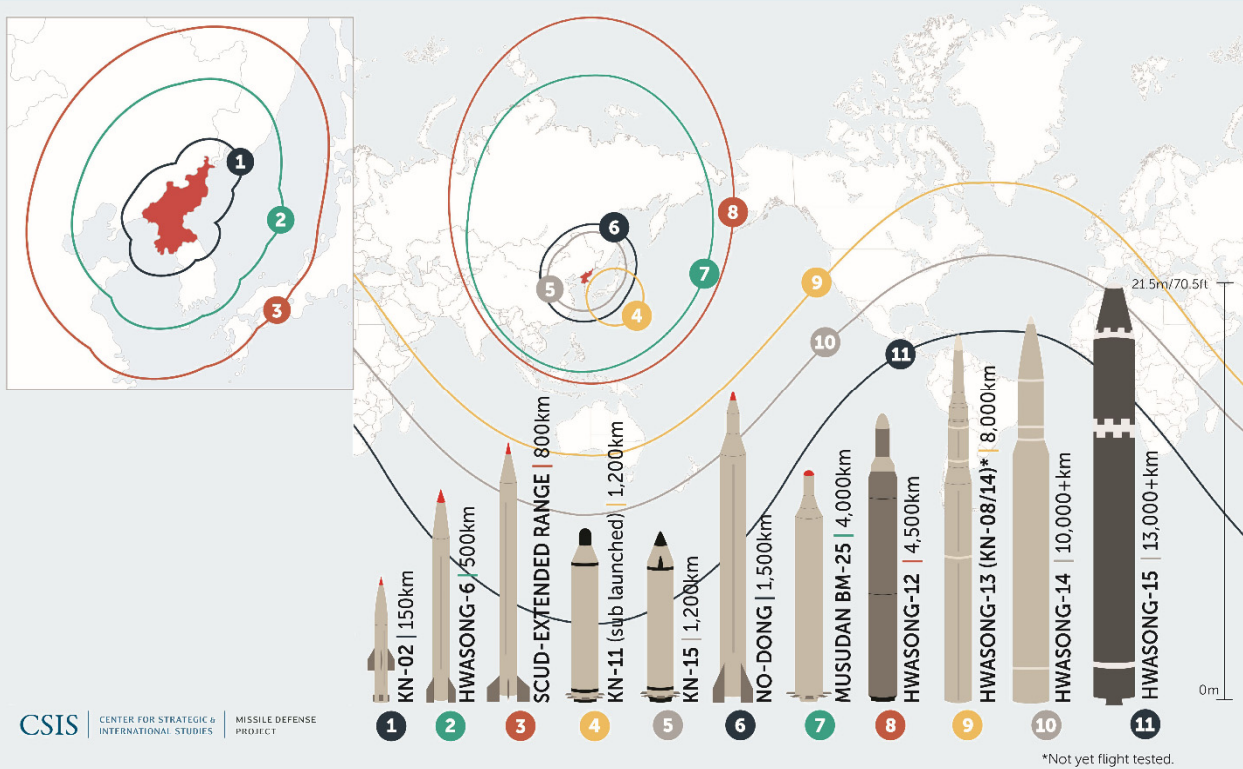 1
2
3
4
5
6
7
8
9
10
11
21.5m/70.5ft
0m
KN-02 | 150km
HWASONG-6 | 500km
SCUD-EXTENDED RANGE | 800km
KN-11 (sub launched) | 1,200km
KN-15 | 1,200km
NO-DONG | 1,500km
MUSUDAN BM-25 | 4,000km
HWASONG-12 | 4,500km
HWASONG-13 (KN-08/14)* | 8,000km
HWASONG-14 | 10,000+km
HWASONG-15 | 13,000+km
1
2
3
4
5
6
7
8
9
10
11
CSIS | CENTER FOR STRATEGIC & | MISSILE DEFENSE
INTERNATIONAL STUDIES | PROJECT
*Not yet flight tested.